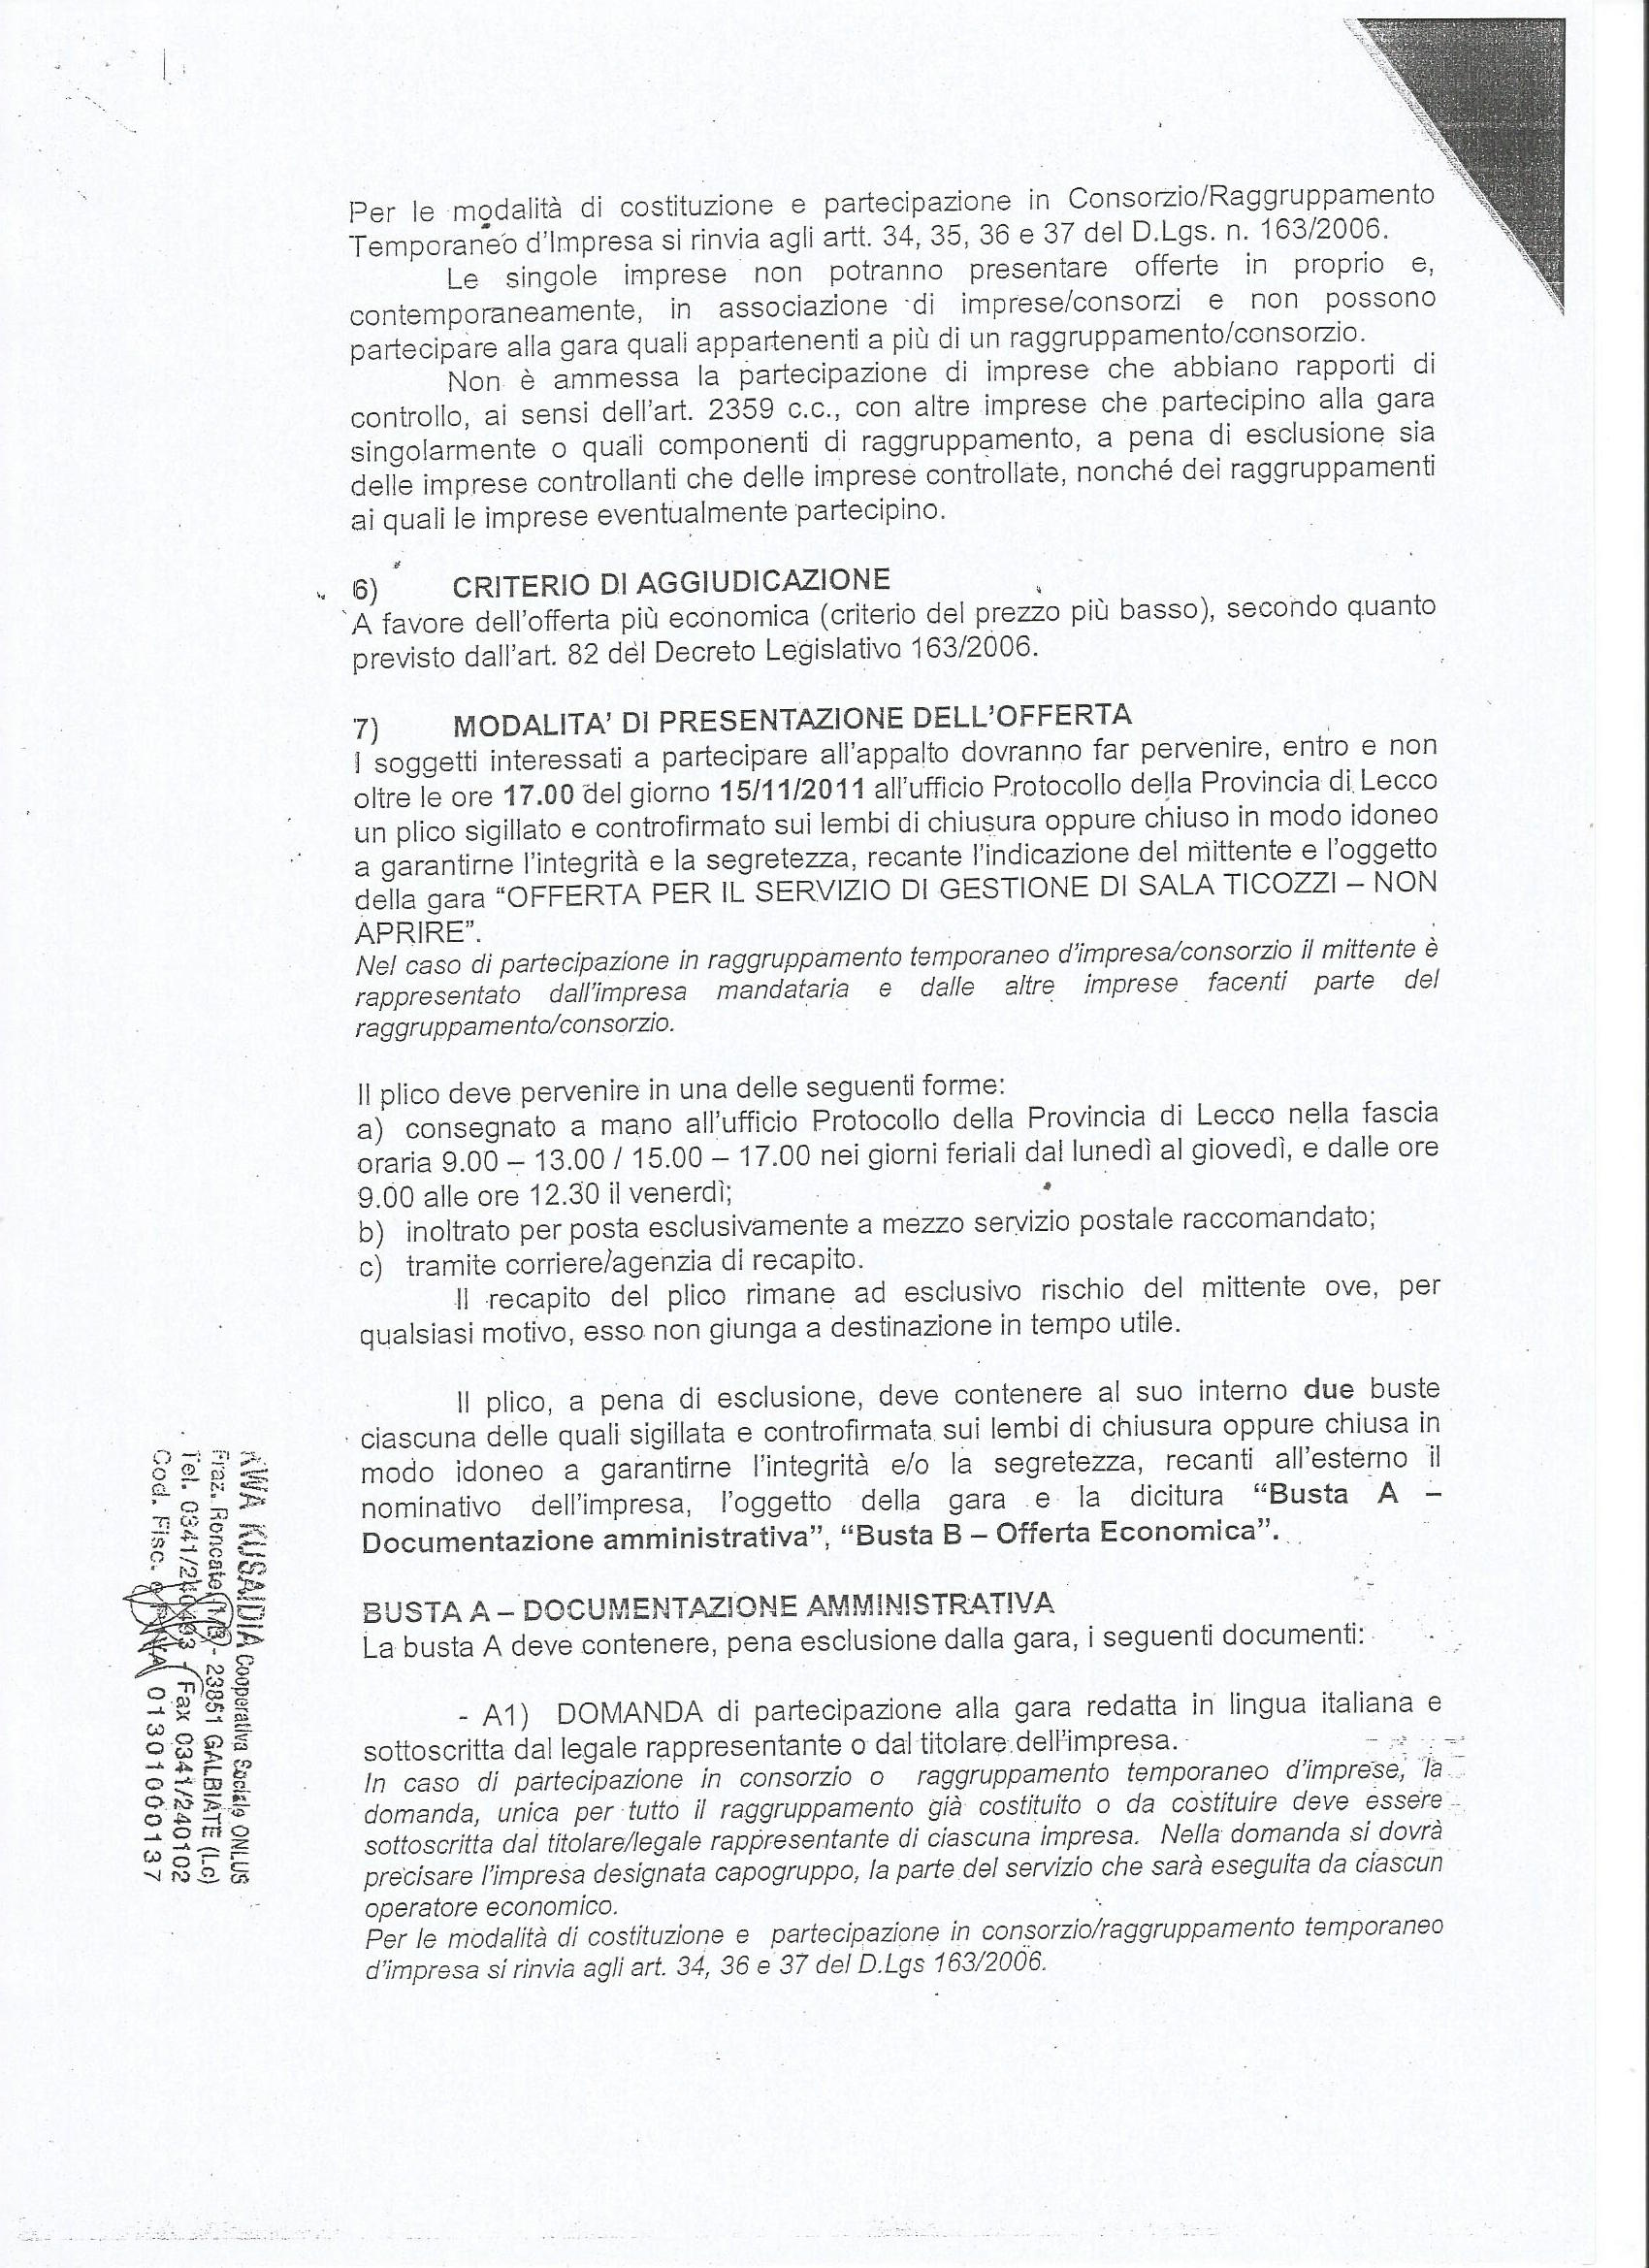 Per le modalità di costituzione e partecipazione in Consorzio/Raggruppamento
Temporaneo d'Impresa si rinvia agli artt. 34, 35, 36 e 37 del D.Lgs. n. 163/2006.
Le singole imprese non potranno presentare offerte in proprio e,
contemporaneamente, in associazione di imprese/consorzi e non possono
partecipare alla gara quali appartenenti a più di un raggruppamento/consorzio.
Non è ammessa la partecipazione di imprese che abbiano rapporti di
controllo, ai sensi dell'art. 2359 c.c., con altre imprese che partecipino alla gara
singolarmente o quali componenti di raggruppamento, a pena di esclusione sia
delle imprese controllanti che delle imprese controllate, nonché dei raggruppamenti
ai quali le imprese eventualmente partecipino.
6) CRITERIO DI AGGIUDICAZIONE
A favore dell'offerta più economica (criterio del prezzo più basso), secondo quanto
previsto dall'art. 82 del Decreto Legislativo 163/2006.
7) MODALITA' DI PRESENTAZIONE DELL'OFFERTA
I soggetti interessati a partecipare all'appalto dovranno far pervenire, entro e non
oltre le ore 17.00 del giorno 15/11/2011 all'ufficio Protocollo della Provincia di Lecco
un plico sigillato e controfirmato sui lembi di chiusura oppure chiuso in modo idoneo
a garantirne l'integrità e la segretezza, recante l'indicazione del mittente e l'oggetto
della gara “OFFERTA PER IL SERVIZIO DI GESTIONE DI SALA TICOZZI – NON
APRIRE”.
Nel caso di partecipazione in raggruppamento temporaneo d'impresa/consorzio il mittente è
rappresentato dall'impresa mandataria e dalle altre imprese facenti parte del
raggruppamento/consorzio.
Il plico deve pervenire in una delle seguenti forme:
a) consegnato a mano all'ufficio Protocollo della Provincia di Lecco nella fascia
oraria 9.00 – 13.00 / 15.00 – 17.00 nei giorni feriali dal lunedì al giovedì, e dalle ore
9.00 alle ore 12.30 il venerdì;
b) inoltrato per posta esclusivamente a mezzo servizio postale raccomandato;
c) tramite corriere/agenzia di recapito.
Il recapito del plico rimane ad esclusivo rischio del mittente ove, per
qualsiasi motivo, esso non giunga a destinazione in tempo utile.
Il plico, a pena di esclusione, deve contenere al suo interno due buste
ciascuna delle quali sigillata e controfirmata sui lembi di chiusura oppure chiusa in
modo idoneo a garantirne l'integrità e/o la segretezza, recanti all'esterno il
nominativo dell'impresa, l'oggetto della gara e la dicitura “Busta A –
Documentazione amministrativa”, “Busta B – Offerta Economica”.
BUSTA A – DOCUMENTAZIONE AMMINISTRATIVA
La busta A deve contenere, pena esclusione dalla gara, i seguenti documenti:
- A1) DOMANDA di partecipazione alla gara redatta in lingua italiana e
sottoscritta dal legale rappresentante o dal titolare dell'impresa.
In caso di partecipazione in consorzio o raggruppamento temporaneo d'imprese, la
domanda, unica per tutto il raggruppamento già costituito o da costituire deve essere
sottoscritta dal titolare/legale rappresentante di ciascuna impresa. Nella domanda si dovrà
precisare l'impresa designata capogruppo, la parte del servizio che sarà eseguita da ciascun
operatore economico.
Per le modalità di costituzione e partecipazione in consorzio/raggruppamento temporaneo
d'impresa si rinvia agli art. 34, 36 e 37 del D.Lgs 163/2006.
KUSAIDIA Cooperativa Sociale ONLUS
Fraz. Roncate - 23851 GALBIATE (Lc)
Tel. Fax 0341/240102
Cod. Fisc. 01301000137